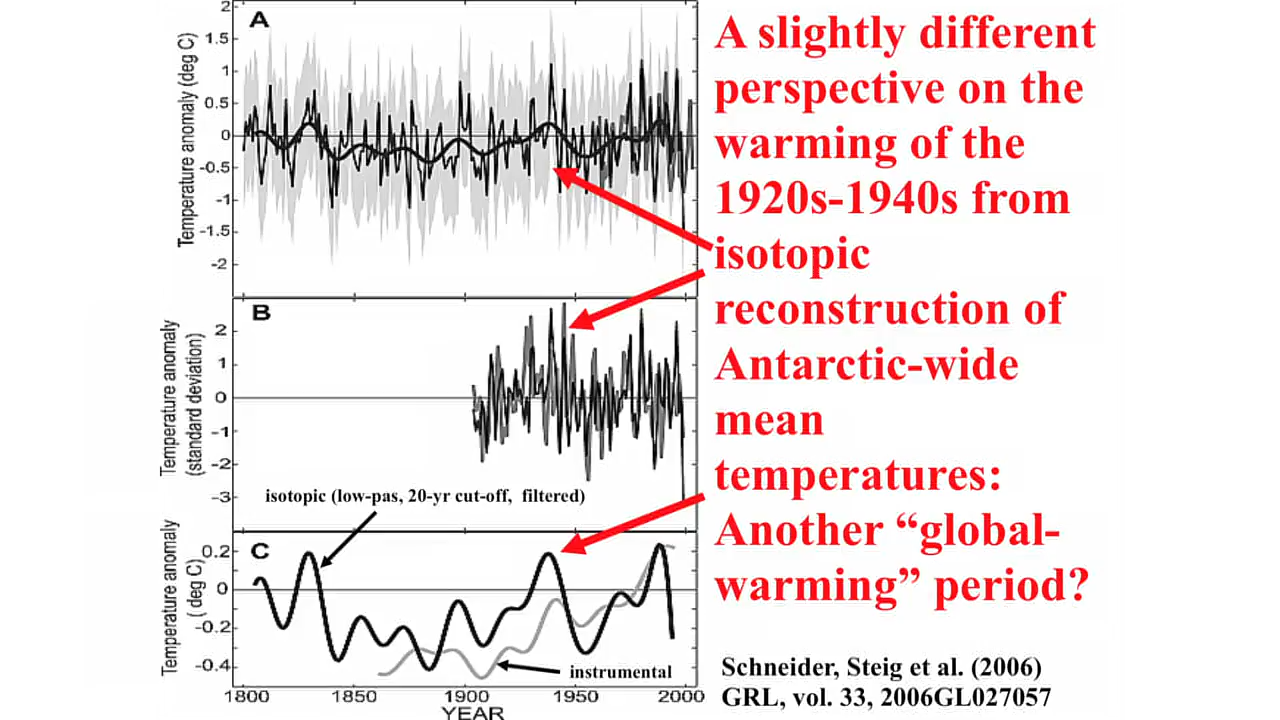 A
2
1.5
1
0.5
0
-0.5
-1
-1.5
-2
Temperature anomaly (deg C)
B
2
1
0
-1
-2
-3
Temperature anomaly
(standard deviation)
isotopic (low-pas, 20-yr cut-off, filtered)
C
0.2
0
-0.2
-0.4
Temperature anomaly
( deg C)
instrumental
1800 1850 1900 1950 2000
YEAR
A slightly different
perspective on the
warming of the
1920s-1940s from
isotopic
reconstruction of
Antarctic-wide
mean
temperatures:
Another “global-
warming” period?
Schneider, Steig et al. (2006)
GRL, vol. 33, 2006GL027057